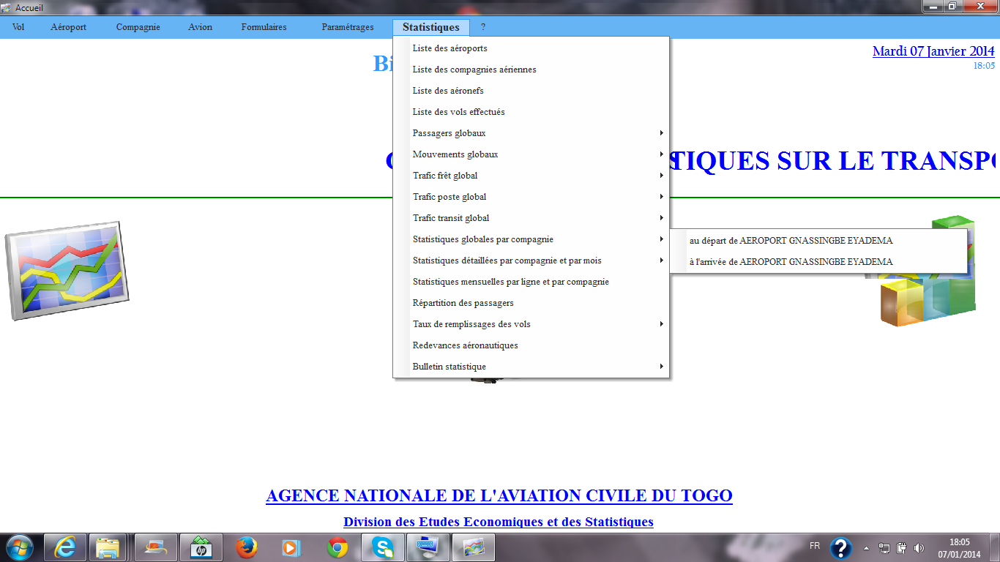 Accueil
Vol Aéroport Compagnie Avion Formulaires Paramétrages Statistiques ?
Mardi 07 Janvier 2014
18:05
Liste des aéroports
Liste des compagnies aériennes
Liste des aéronefs
Liste des vols effectués
Passagers globaux
Mouvements globaux
TIQUES SUR LE TRANSPO
Trafic frêt global
Trafic poste global
Trafic transit global
Statistiques globales par compagnie
au départ de AEROPORT GNASSINGBE EYADEMA
à l'arrivée de AEROPORT GNASSINGBE EYADEMA
Statistiques détaillées par compagnie et par mois
Statistiques mensuelles par ligne et par compagnie
Répartition des passagers
Taux de remplissages des vols
Redevances aéronautiques
Bulletin statistique
AGENCE NATIONALE DE L'AVIATION CIVILE DU TOGO
Division des Etudes Economiques et des Statistiques
FR
18:05
07/01/2014